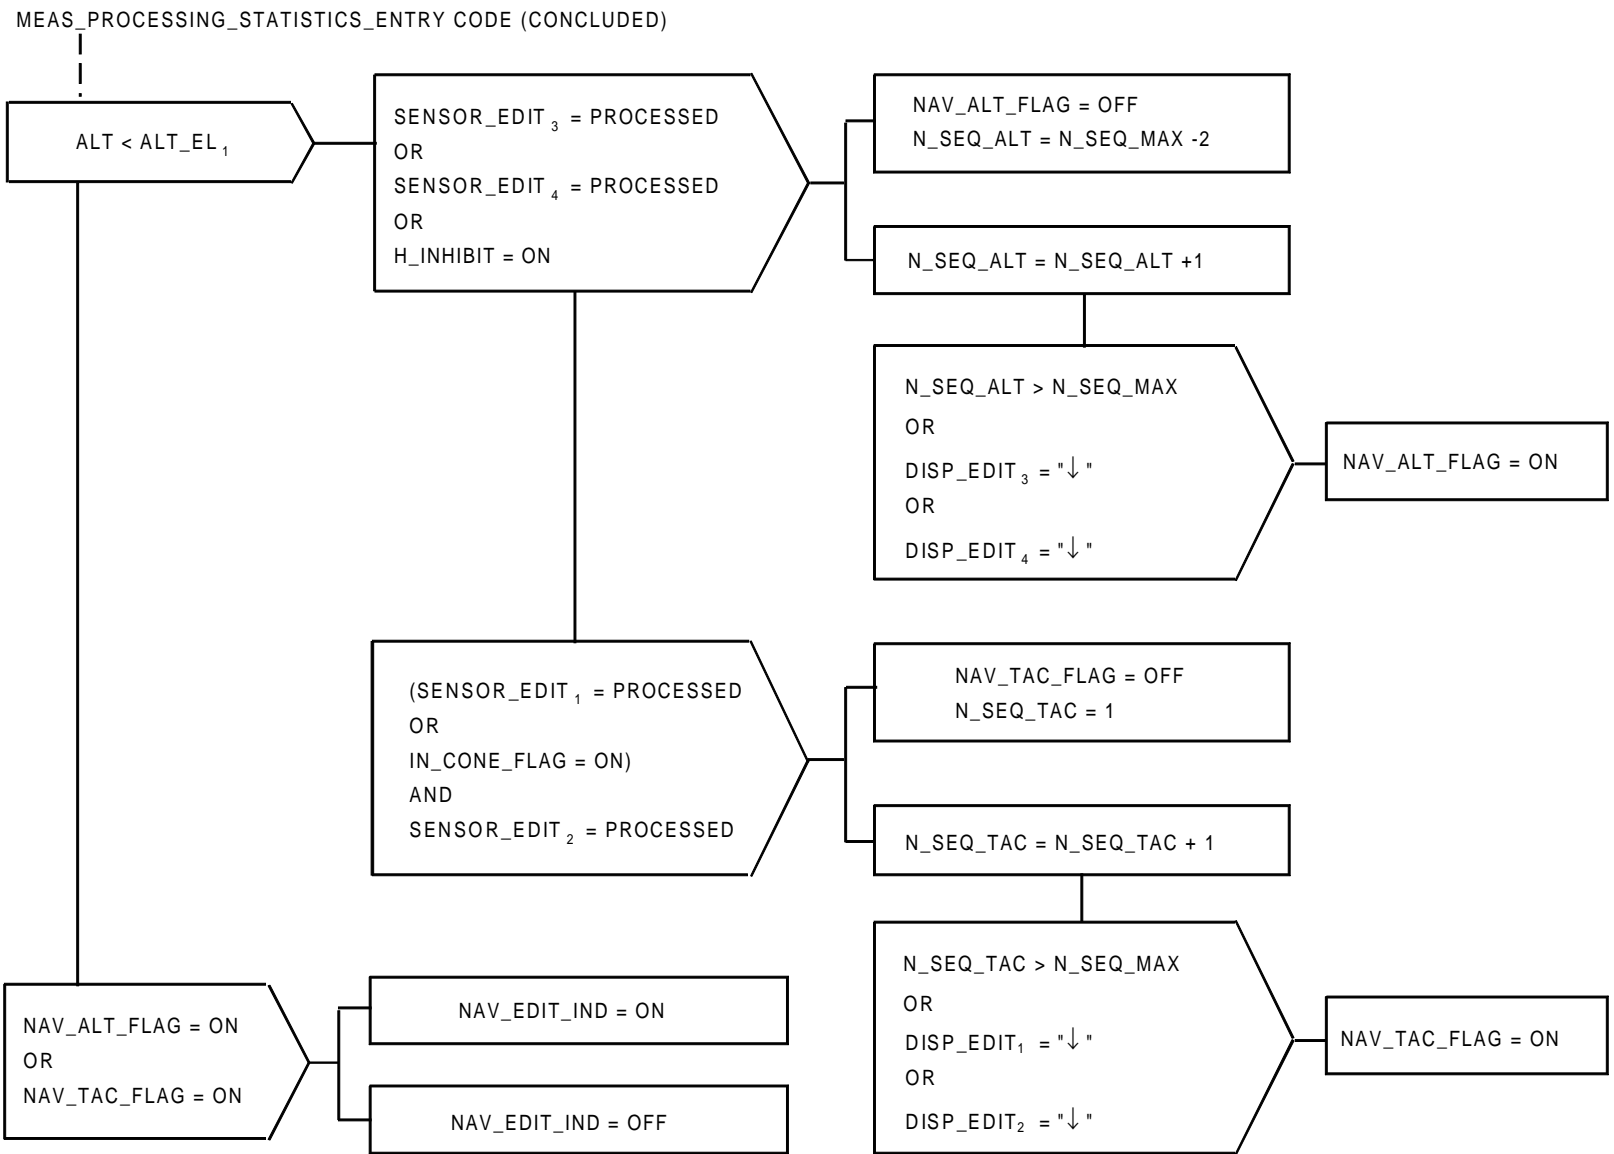 MEAS_PROCESSING_STATISTICS_ENTRY CODE (CONCLUDED)
ALT < ALT_EL 1
SENSOR_EDIT 3 = PROCESSED
OR
SENSOR_EDIT 4 = PROCESSED
OR
H_INHIBIT = ON
NAV_ALT_FLAG = OFF
N_SEQ_ALT = N_SEQ_MAX -2
N_SEQ_ALT = N_SEQ_ALT +1
N_SEQ_ALT > N_SEQ_MAX
OR
DISP_EDIT 3 = "↓ "
OR
DISP_EDIT 4 = "↓ "
NAV_ALT_FLAG = ON
(SENSOR_EDIT 1 = PROCESSED
OR
IN_CONE_FLAG = ON)
AND
SENSOR_EDIT 2 = PROCESSED
NAV_TAC_FLAG = OFF
N_SEQ_TAC = 1
N_SEQ_TAC = N_SEQ_TAC + 1
N_SEQ_TAC > N_SEQ_MAX
OR
DISP_EDIT1 = "↓ "
OR
DISP_EDIT2 = "↓ "
NAV_TAC_FLAG = ON
NAV_ALT_FLAG = ON
OR
NAV_TAC_FLAG = ON
NAV_EDIT_IND = ON
NAV_EDIT_IND = OFF